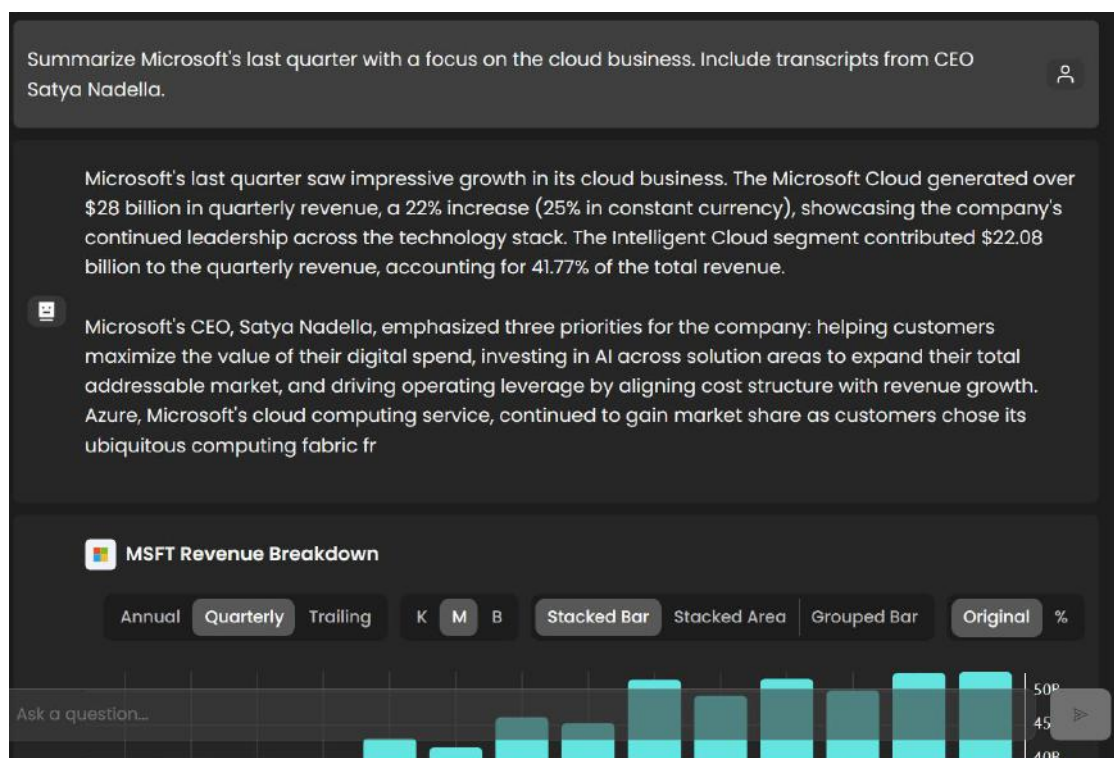 Summarize Microsoft's last quarter with a focus on the cloud business. Include transcripts from CEO
Satya Nadella.
Microsoft's last quarter saw impressive growth in its cloud business. The Microsoft Cloud generated over
$28 billion in quarterly revenue, a 22% increase (25% in constant currency), showcasing the company's
continued leadership across the technology stack. The Intelligent Cloud segment contributed $22.08
billion to the quarterly revenue, accounting for 41.77% of the total revenue.
Microsoft's CEO, Satya Nadella, emphasized three priorities for the company: helping customers
maximize the value of their digital spend, investing in AI across solution areas to expand their total
addressable market, and driving operating leverage by aligning cost structure with revenue growth.
Azure, Microsoft's cloud computing service, continued to gain market share as customers chose its
ubiquitous computing fabric fr
MSFT Revenue Breakdown
Annual Quarterly Trailing K M B Stacked Bar Stacked Area Grouped Bar Original %
50B
Ask a question...
45
40B